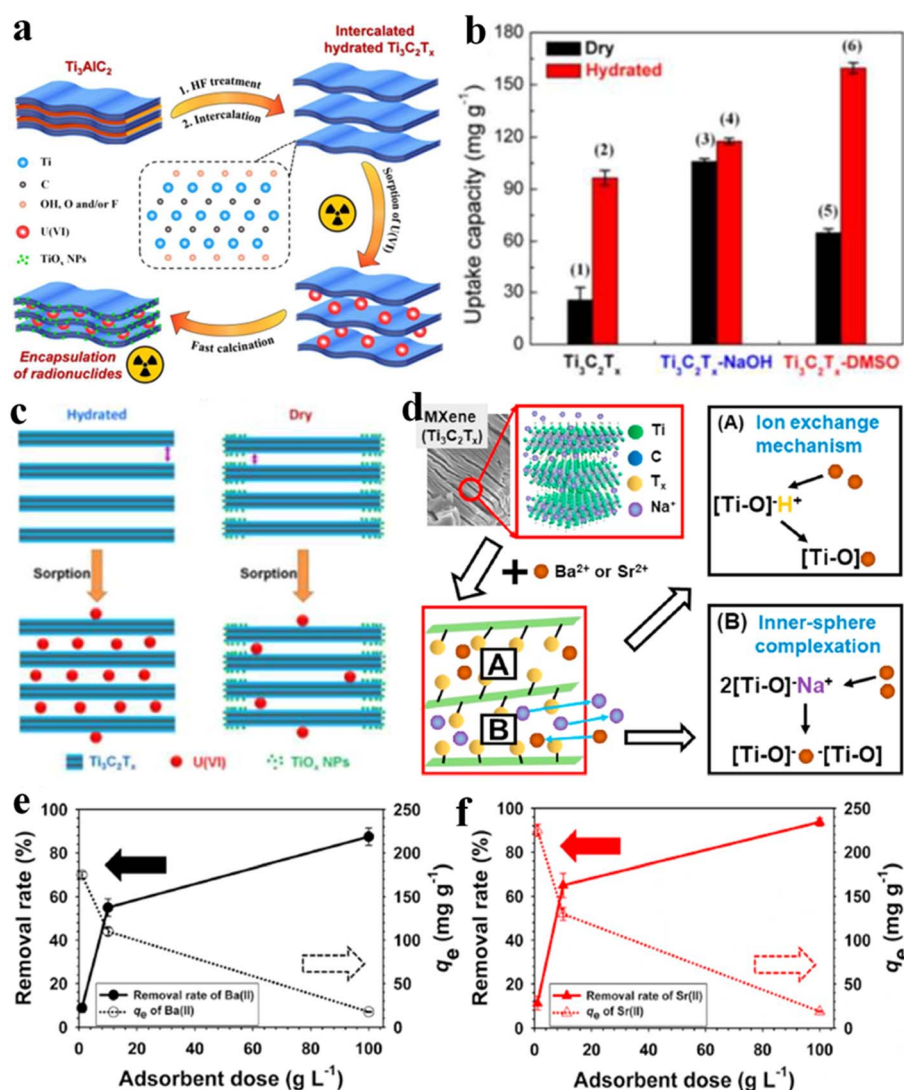 a
Ti₃AlC₂
Intercalated
hydrated Ti₃C₂Tₓ
1. HF treatment
2. Intercalation
Ti
C
OH, O and/or F
U(VI)
TiOₓ NPs
Sorption of U(VI)
Fast calcination
Encapsulation
of radionuclides
b
Dry
Hydrated
Uptake capacity (mg g⁻¹)
180
150
120
90
60
30
0
(1)
(2)
(3)
(4)
(5)
(6)
Ti₃C₂Tₓ
Ti₃C₂Tₓ-NaOH
Ti₃C₂Tₓ-DMSO
c
Hydrated
Dry
Sorption
Sorption
Ti₃C₂Tₓ
U(VI)
TiOₓ NPs
d
MXene
(Ti₃C₂Tₓ)
Ti
C
Tₓ
Na⁺
+ Ba²⁺ or Sr²⁺
A
B
(A) Ion exchange
mechanism
[Ti-O]⁻H⁺
[Ti-O]
(B) Inner-sphere
complexation
2[Ti-O]⁻Na⁺
[Ti-O]⁻ -[Ti-O]
e
Removal rate (%)
100
80
60
40
20
0
250
200
150
100
50
0
qₑ (mg g⁻¹)
Removal rate of Ba(II)
qₑ of Ba(II)
0 20 40 60 80 100
Adsorbent dose (g L⁻¹)
f
Removal rate (%)
100
80
60
40
20
0
250
200
150
100
50
0
qₑ (mg g⁻¹)
Removal rate of Sr(II)
qₑ of Sr(II)
0 20 40 60 80 100
Adsorbent dose (g L⁻¹)